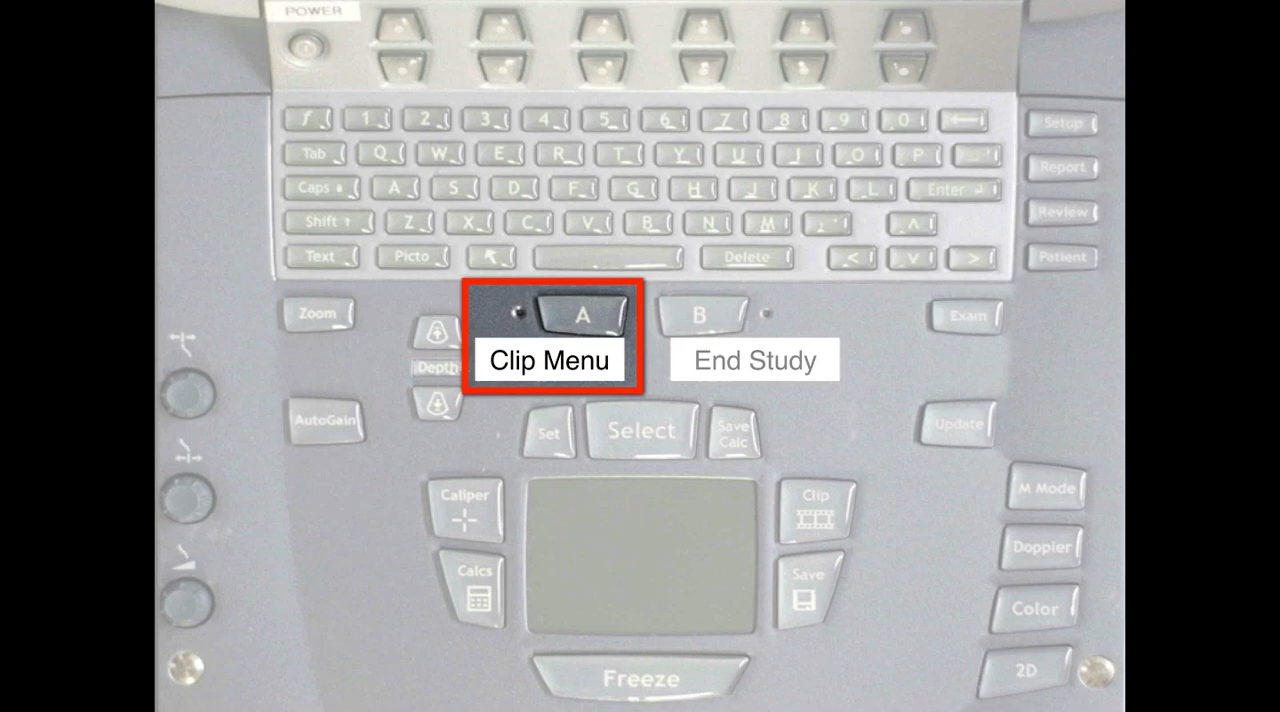 POWER
f 1 2 3 4 5 6 7 8 9 0
Setup
Tab Q W E R T Y U I O P
Report
Caps A S D F G H J K L Enter
Review
Shift Z X C V B N M
Text Picto Delete
Patient
Zoom
A
B
Exam
Clip Menu
End Study
Depth
AutoGain
Set
Select
Save
Calc
Update
Caliper
Clip
M Mode
Doppler
Calcs
Save
Color
Freeze
2D